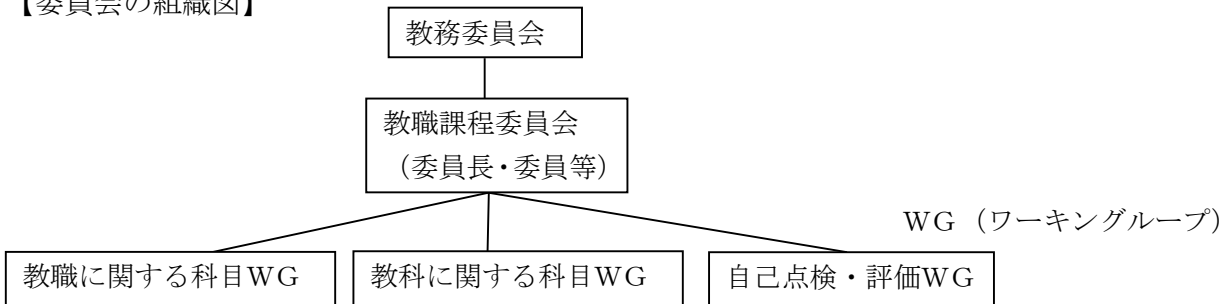 【委員会の組織図】
教務委員会
教職課程委員会
（委員長・委員等）
ＷＧ（ワーキングループ）
教職に関する科目ＷＧ
教科に関する科目ＷＧ
自己点検・評価ＷＧ